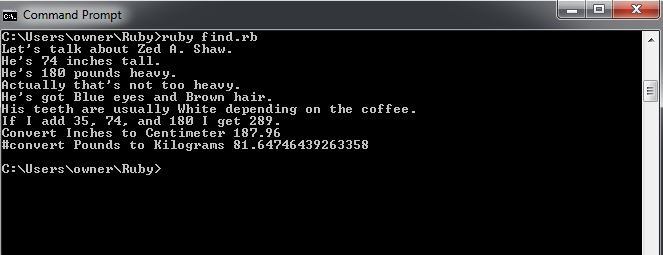 Command Prompt
C:\Users\owner\Ruby>ruby find.rb
Let's talk about Zed A. Shaw.
He's 74 inches tall.
He's 180 pounds heavy.
Actually that's not too heavy.
He's got Blue eyes and Brown hair.
His teeth are usually White depending on the coffee.
If I add 35, 74, and 180 I get 289.
Convert Inches to Centimeter 187.96
#convert Pounds to Kilograms 81.64746439263358
C:\Users\owner\Ruby>